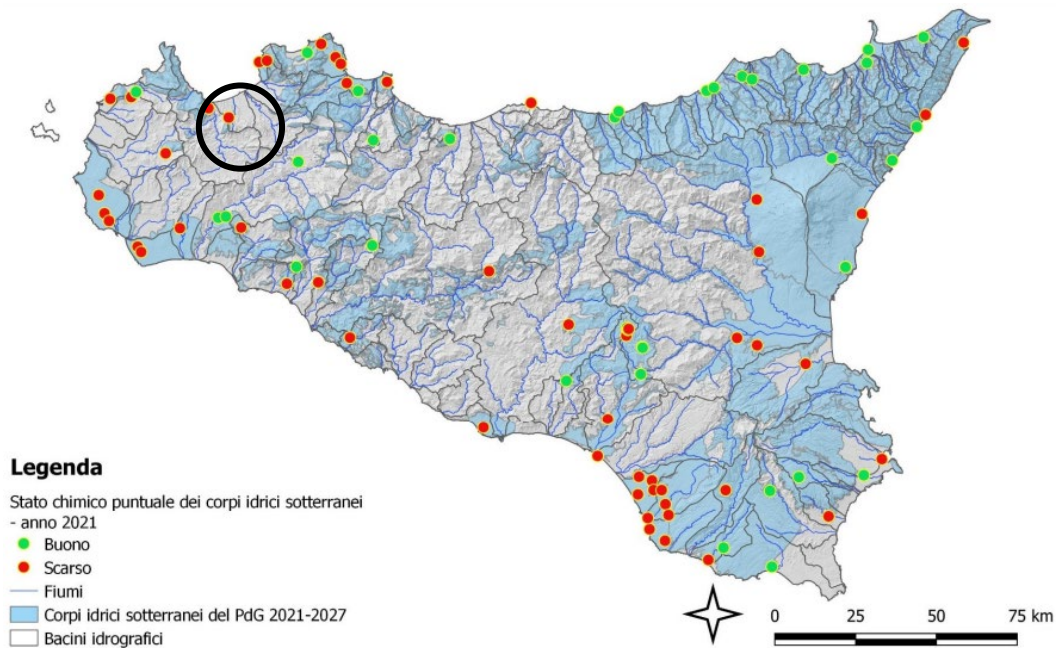 Legenda
Stato chimico puntuale dei corpi idrici sotterranei
- anno 2021
Buono
Scarso
Fiumi
Corpi idrici sotterranei del PdG 2021-2027
Bacini idrografici
0 25 50 75 km